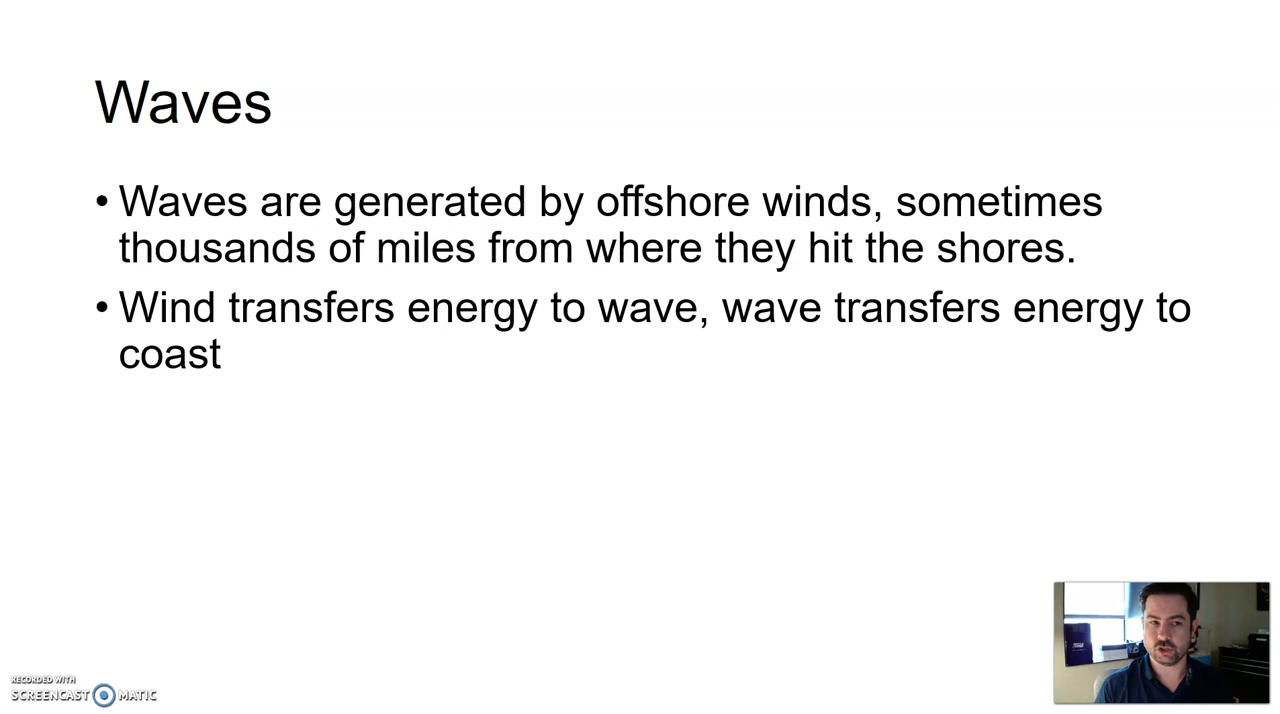 Waves
• Waves are generated by offshore winds, sometimes
thousands of miles from where they hit the shores.
• Wind transfers energy to wave, wave transfers energy to
coast
RECORDED WITH
SCREENCAST MATIC